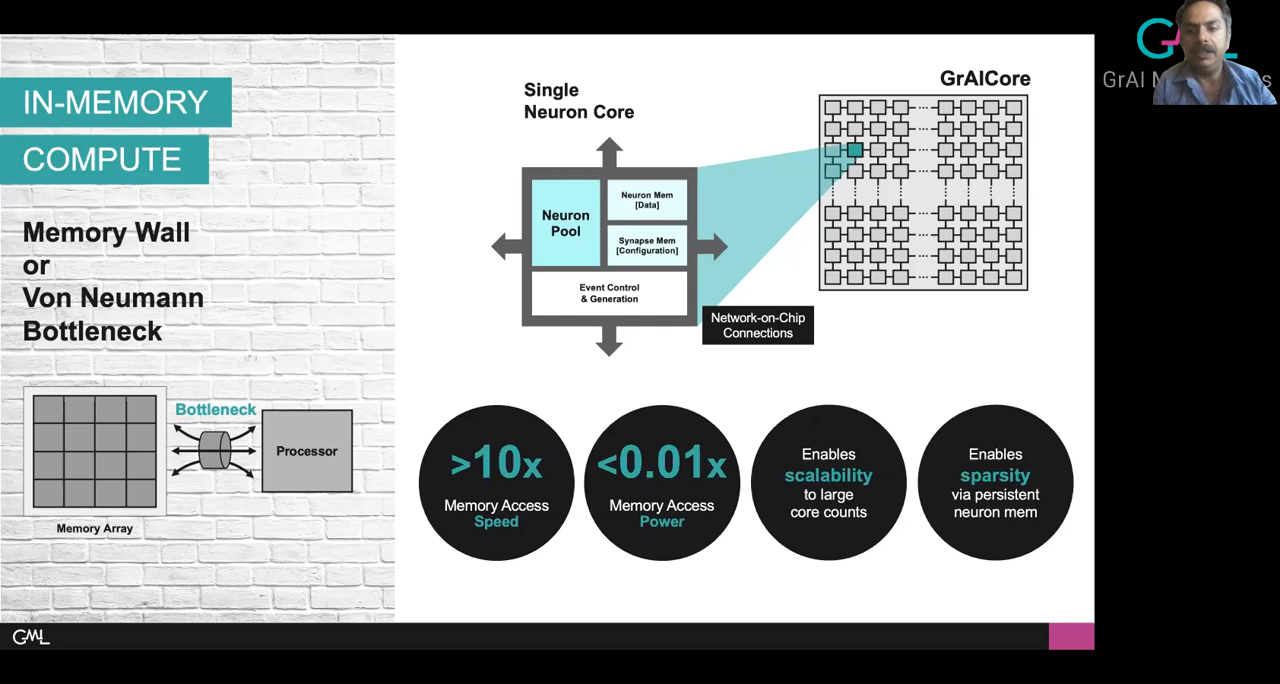 IN-MEMORY
COMPUTE
Memory Wall
or
Von Neumann
Bottleneck
Bottleneck
Processor
Memory Array
Single
Neuron Core
Neuron
Pool
Neuron Mem
[Data]
Synapse Mem
[Configuration]
Event Control
& Generation
Network-on-Chip
Connections
GrAICore
>10x
Memory Access
Speed
<0.01x
Memory Access
Power
Enables
scalability
to large
core counts
Enables
sparsity
via persistent
neuron mem
GML
GrAI